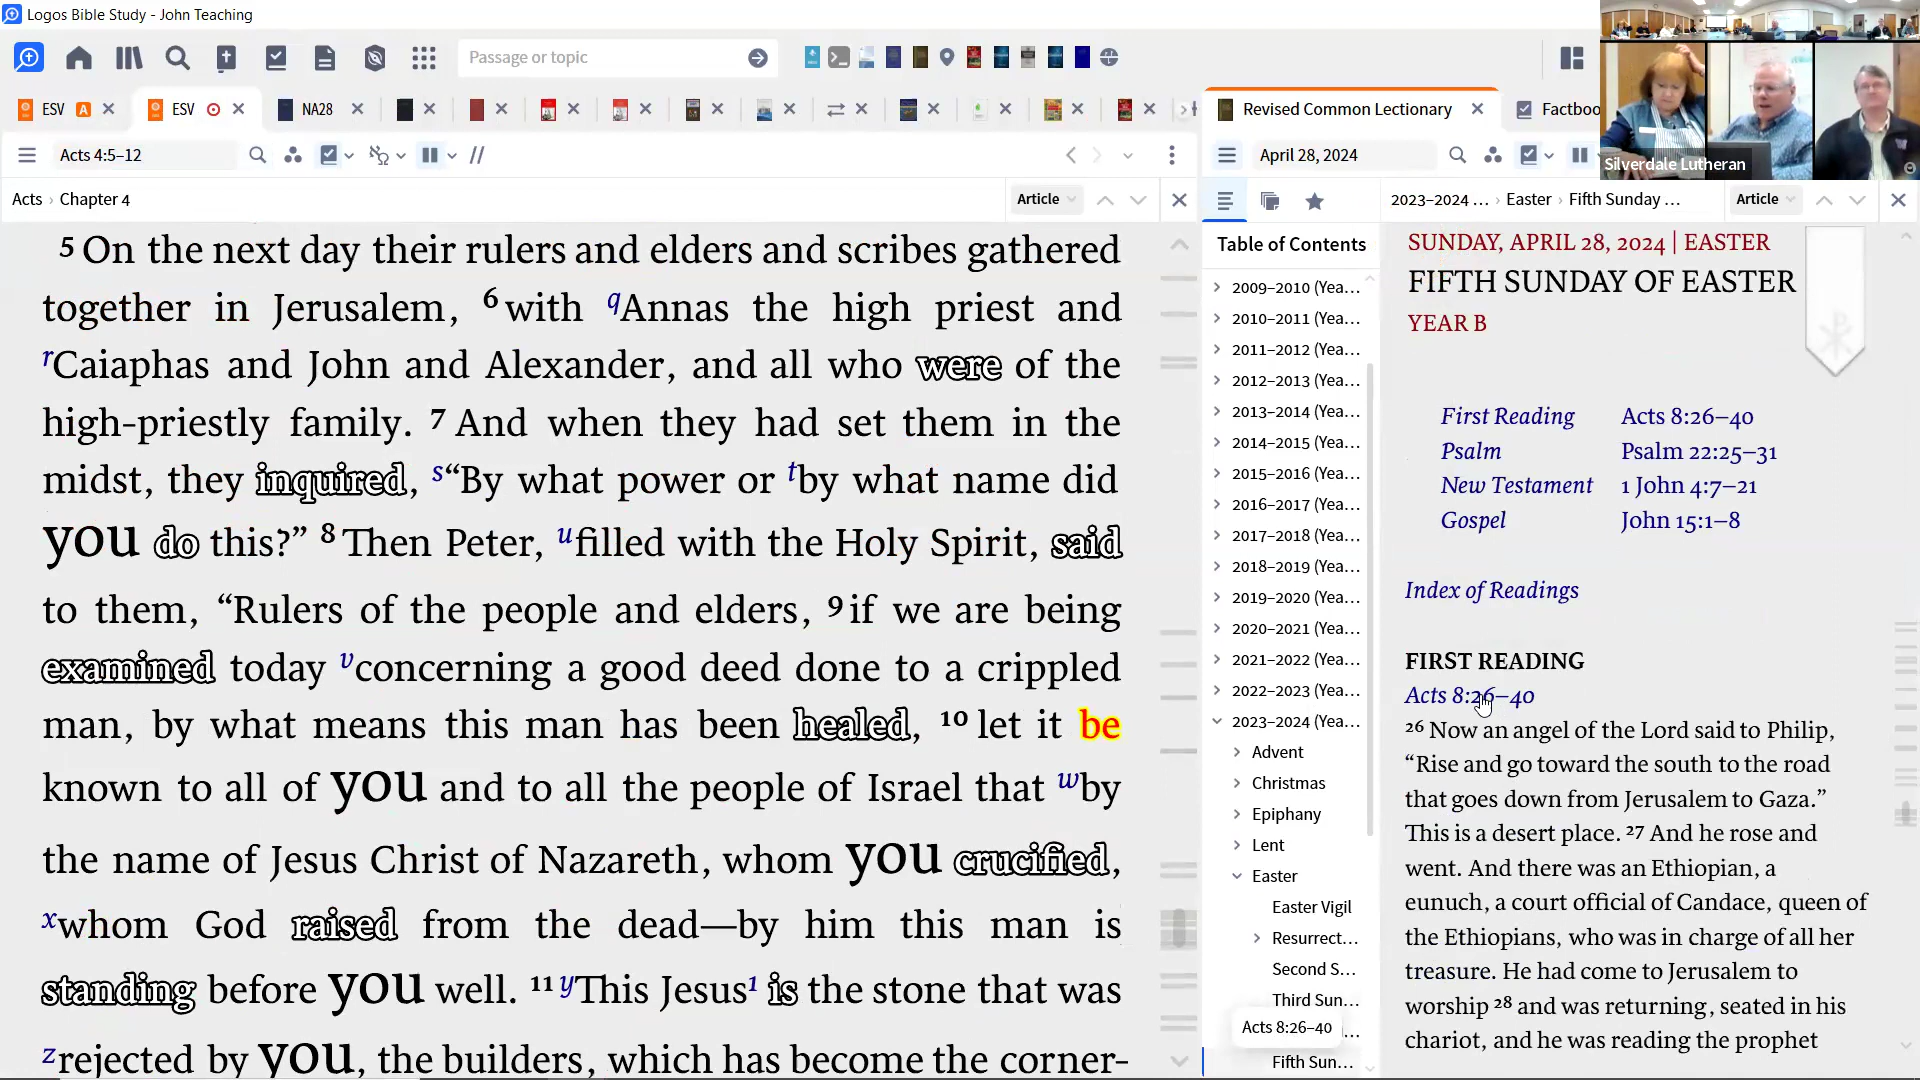 Logos Bible Study - John Teaching
Passage or topic
ESV A
ESV
NA28
Revised Common Lectionary
Factboo
Acts 4:5–12
April 28, 2024
Silverdale Lutheran
Acts › Chapter 4
Article
2023–2024 ... › Easter › Fifth Sunday ...
Article
5 On the next day their rulers and elders and scribes gathered
together in Jerusalem, 6 with qAnnas the high priest and
rCaiaphas and John and Alexander, and all who were of the
high-priestly family. 7 And when they had set them in the
midst, they inquired, s“By what power or tby what name did
you do this?” 8 Then Peter, ufilled with the Holy Spirit, said
to them, “Rulers of the people and elders, 9 if we are being
examined today vconcerning a good deed done to a crippled
man, by what means this man has been healed, 10 let it be
known to all of you and to all the people of Israel that wby
the name of Jesus Christ of Nazareth, whom you crucified,
xwhom God raised from the dead—by him this man is
standing before you well. 11 yThis Jesus1 is the stone that was
zrejected by you, the builders, which has become the corner-
Table of Contents
2009–2010 (Yea...
2010–2011 (Yea...
2011–2012 (Yea...
2012–2013 (Yea...
2013–2014 (Yea...
2014–2015 (Yea...
2015–2016 (Yea...
2016–2017 (Yea...
2017–2018 (Yea...
2018–2019 (Yea...
2019–2020 (Yea...
2020–2021 (Yea...
2021–2022 (Yea...
2022–2023 (Yea...
2023–2024 (Yea...
Advent
Christmas
Epiphany
Lent
Easter
Easter Vigil
Resurrect...
Second S...
Third Sun...
Acts 8:26–40
Fifth Sun...
SUNDAY, APRIL 28, 2024 | EASTER
FIFTH SUNDAY OF EASTER
YEAR B
First Reading Acts 8:26–40
Psalm Psalm 22:25–31
New Testament 1 John 4:7–21
Gospel John 15:1–8
Index of Readings
FIRST READING
Acts 8:26–40
26 Now an angel of the Lord said to Philip,
“Rise and go toward the south to the road
that goes down from Jerusalem to Gaza.”
This is a desert place. 27 And he rose and
went. And there was an Ethiopian, a
eunuch, a court official of Candace, queen of
the Ethiopians, who was in charge of all her
treasure. He had come to Jerusalem to
worship 28 and was returning, seated in his
chariot, and he was reading the prophet